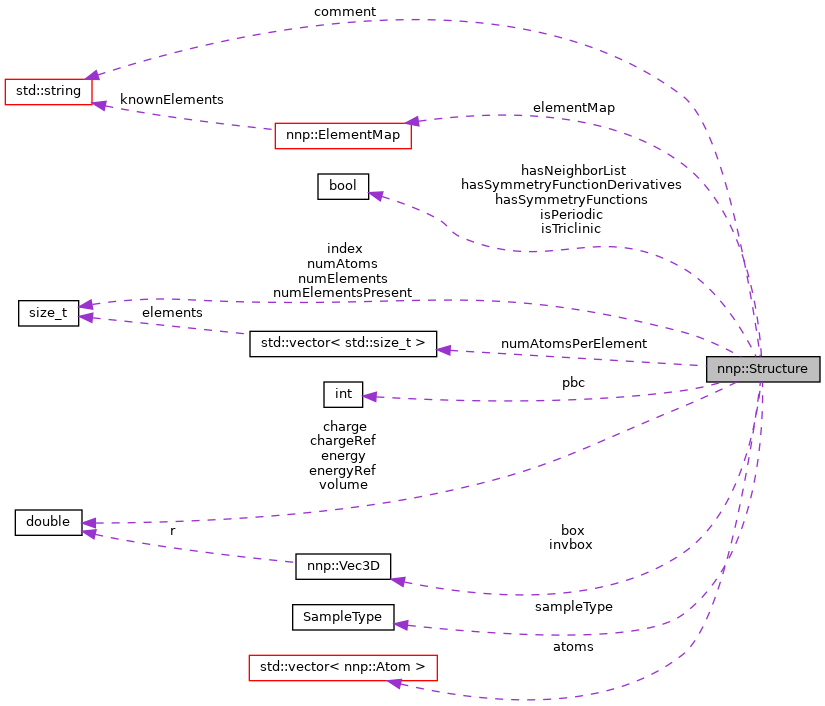 comment
std::string
knownElements
elementMap
nnp::ElementMap
hasNeighborList
hasSymmetryFunctionDerivatives
hasSymmetryFunctions
isPeriodic
isTriclinic
bool
index
numAtoms
numElements
numElementsPresent
size_t
elements
std::vector< std::size_t >
numAtomsPerElement
nnp::Structure
int
pbc
charge
chargeRef
energy
energyRef
volume
double
r
box
invbox
nnp::Vec3D
SampleType
sampleType
atoms
std::vector< nnp::Atom >